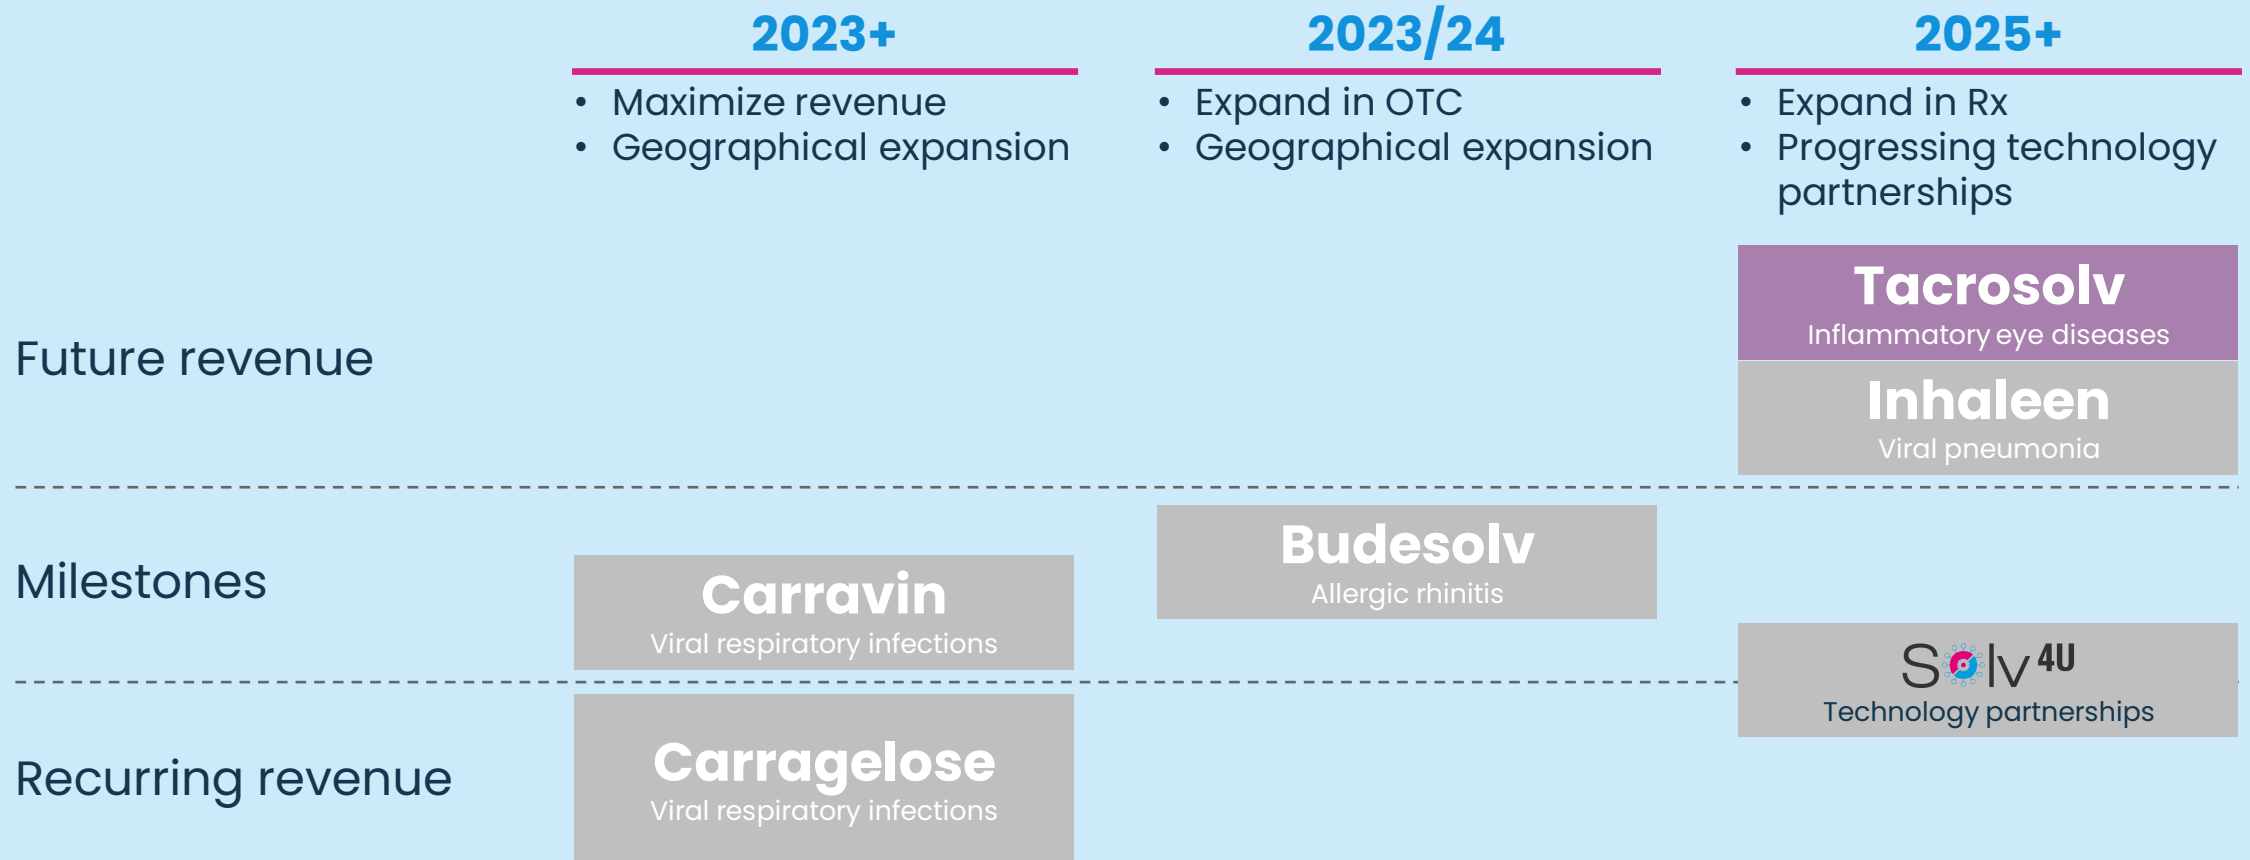 2023+
• Maximize revenue
• Geographical expansion
2023/24
• Expand in OTC
• Geographical expansion
2025+
• Expand in Rx
• Progressing technology
partnerships
Future revenue
Tacrosolv
Inflammatory eye diseases
Inhaleen
Viral pneumonia
Milestones
Carravin
Viral respiratory infections
Budesolv
Allergic rhinitis
Solv 4U
Technology partnerships
Recurring revenue
Carragelose
Viral respiratory infections